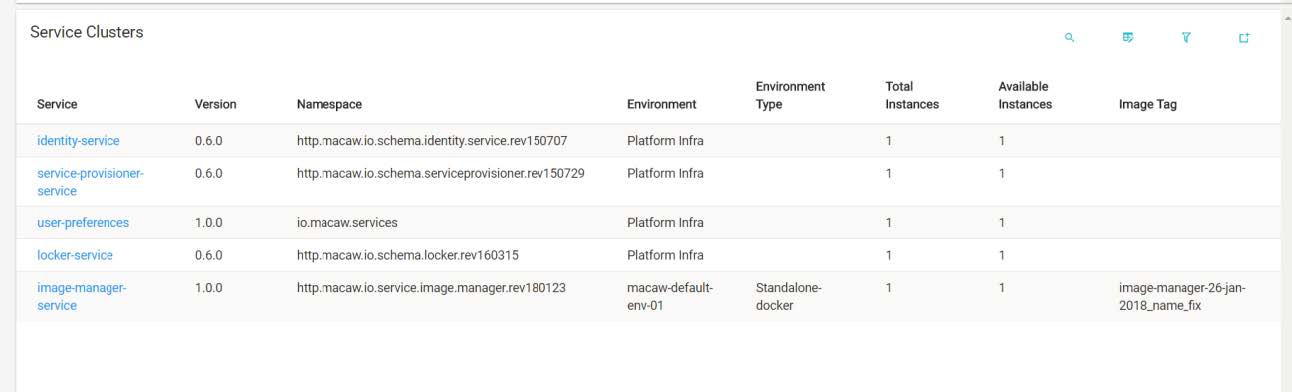 Service Clusters
Environment Total Available
Service Version Namespace Environment Type Instances Instances Image Tag
identity-service 0.6.0 http.macaw.io.schema.identity.service.rev150707 Platform Infra 1 1
service-provisioner- 0.6.0 http.macaw.io.schema.serviceprovisioner.rev150729 Platform Infra 1 1
service
user-preferences 1.0.0 io.macaw.services Platform Infra 1 1
locker-service 0.6.0 http.macaw.io.schema.locker.rev160315 Platform Infra 1 1
image-manager- 1.0.0 http.macaw.io.service.image.manager.rev180123 macaw-default- Standalone- 1 1 image-manager-26-jan-
service env-01 docker 2018_name_fix